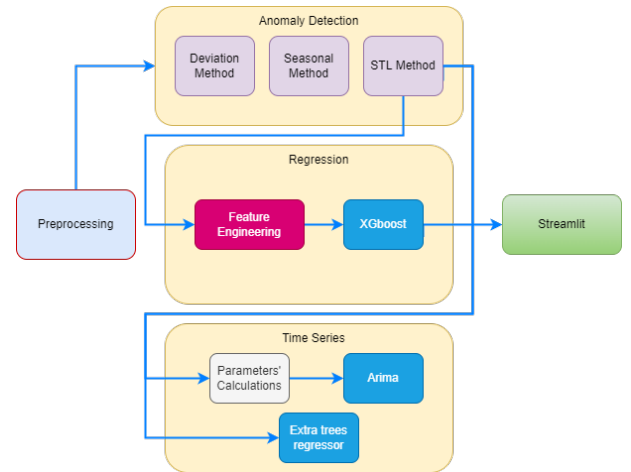 Anomaly Detection
Deviation
Method
Seasonal
Method
STL Method
Regression
Preprocessing
Feature
Engineering
XGboost
Streamlit
Time Series
Parameters'
Calculations
Arima
Extra trees
regressor